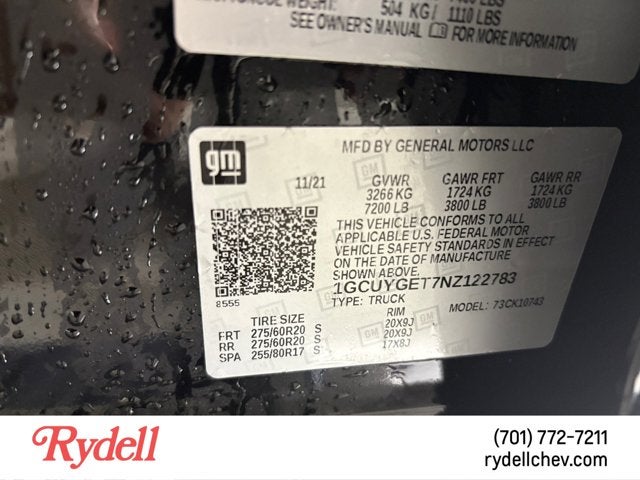 504 KG / 1110 LBS
SEE OWNER'S MANUAL FOR MORE INFORMATION
gm
MFD BY GENERAL MOTORS LLC
11/21 GVWR GAWR FRT GAWR RR
3266 KG 1724 KG 1724 KG
7200 LB 3800 LB 3800 LB
THIS VEHICLE CONFORMS TO ALL
APPLICABLE U.S. FEDERAL MOTOR
VEHICLE SAFETY STANDARDS IN EFFECT
ON THE DATE OF MANUFACTURE
SHOWN ABOVE.
1GCUYGET7NZ122783
8555
TYPE: TRUCK MODEL: 73CK10743
TIRE SIZE RIM
FRT 275/60R20 S 20X9J
RR 275/60R20 S 20X9J
SPA 255/80R17 S 17X8J
Rydell
(701) 772-7211
rydellchev.com